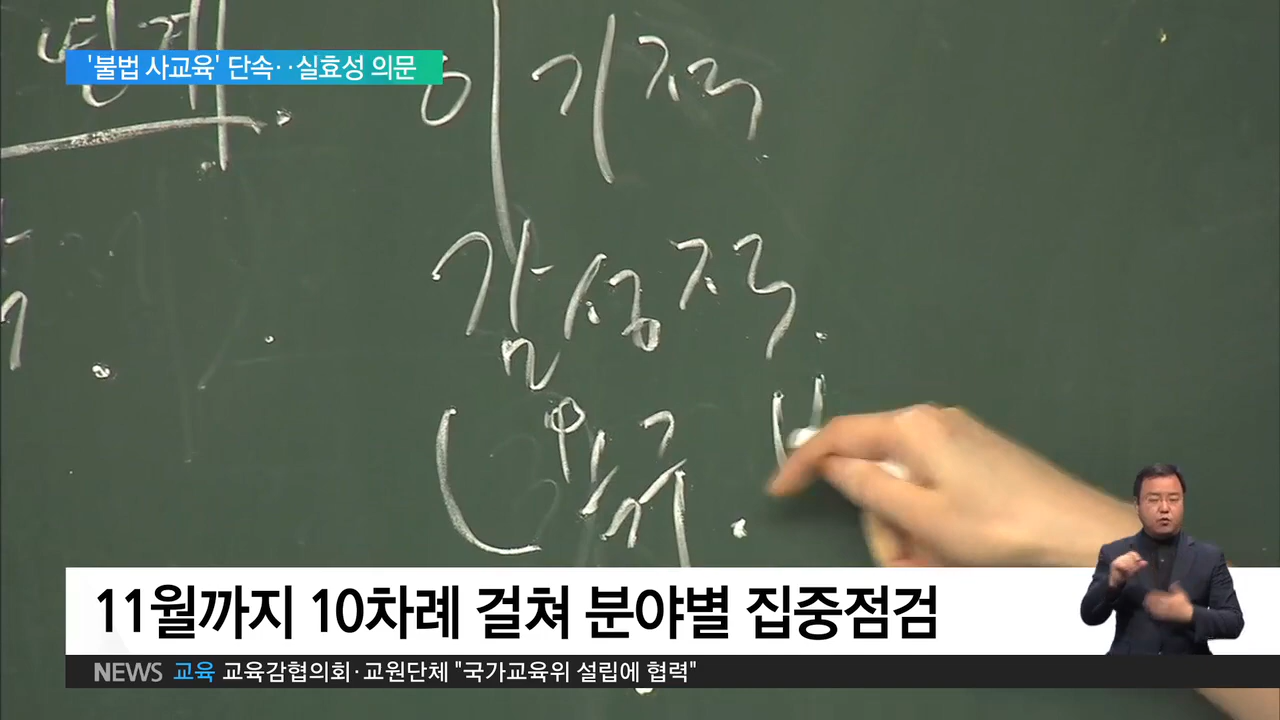 '불법 사교육' 단속‥실효성 의문
이기적
감성적
11월까지 10차례 걸쳐 분야별 집중점검
NEWS 교육 교육감협의회·교원단체 "국가교육위 설립에 협력"